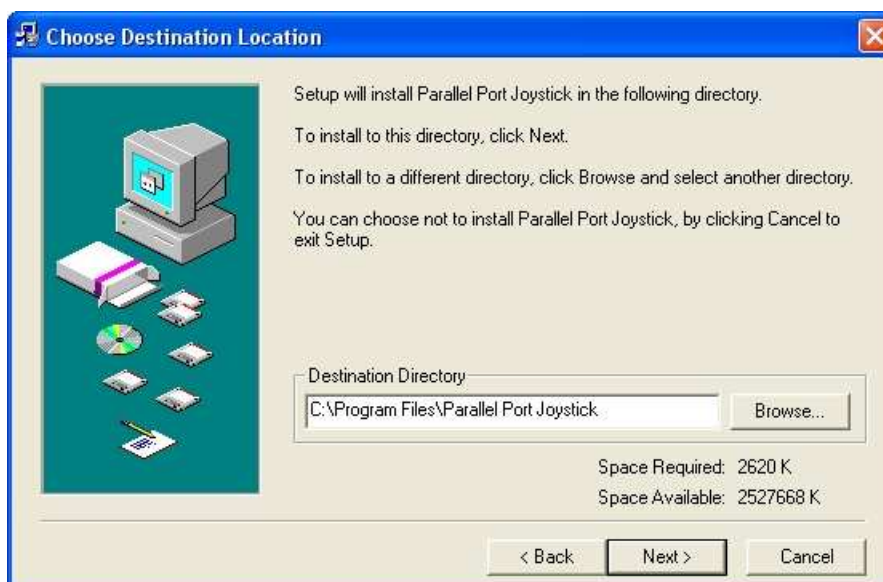 Choose Destination Location
Setup will install Parallel Port Joystick in the following directory.
To install to this directory, click Next.
To install to a different directory, click Browse and select another directory.
You can choose not to install Parallel Port Joystick, by clicking Cancel to
exit Setup.
Destination Directory
C:\Program Files\Parallel Port Joystick
Browse...
Space Required: 2620 K
Space Available: 2527668 K
< Back
Next >
Cancel